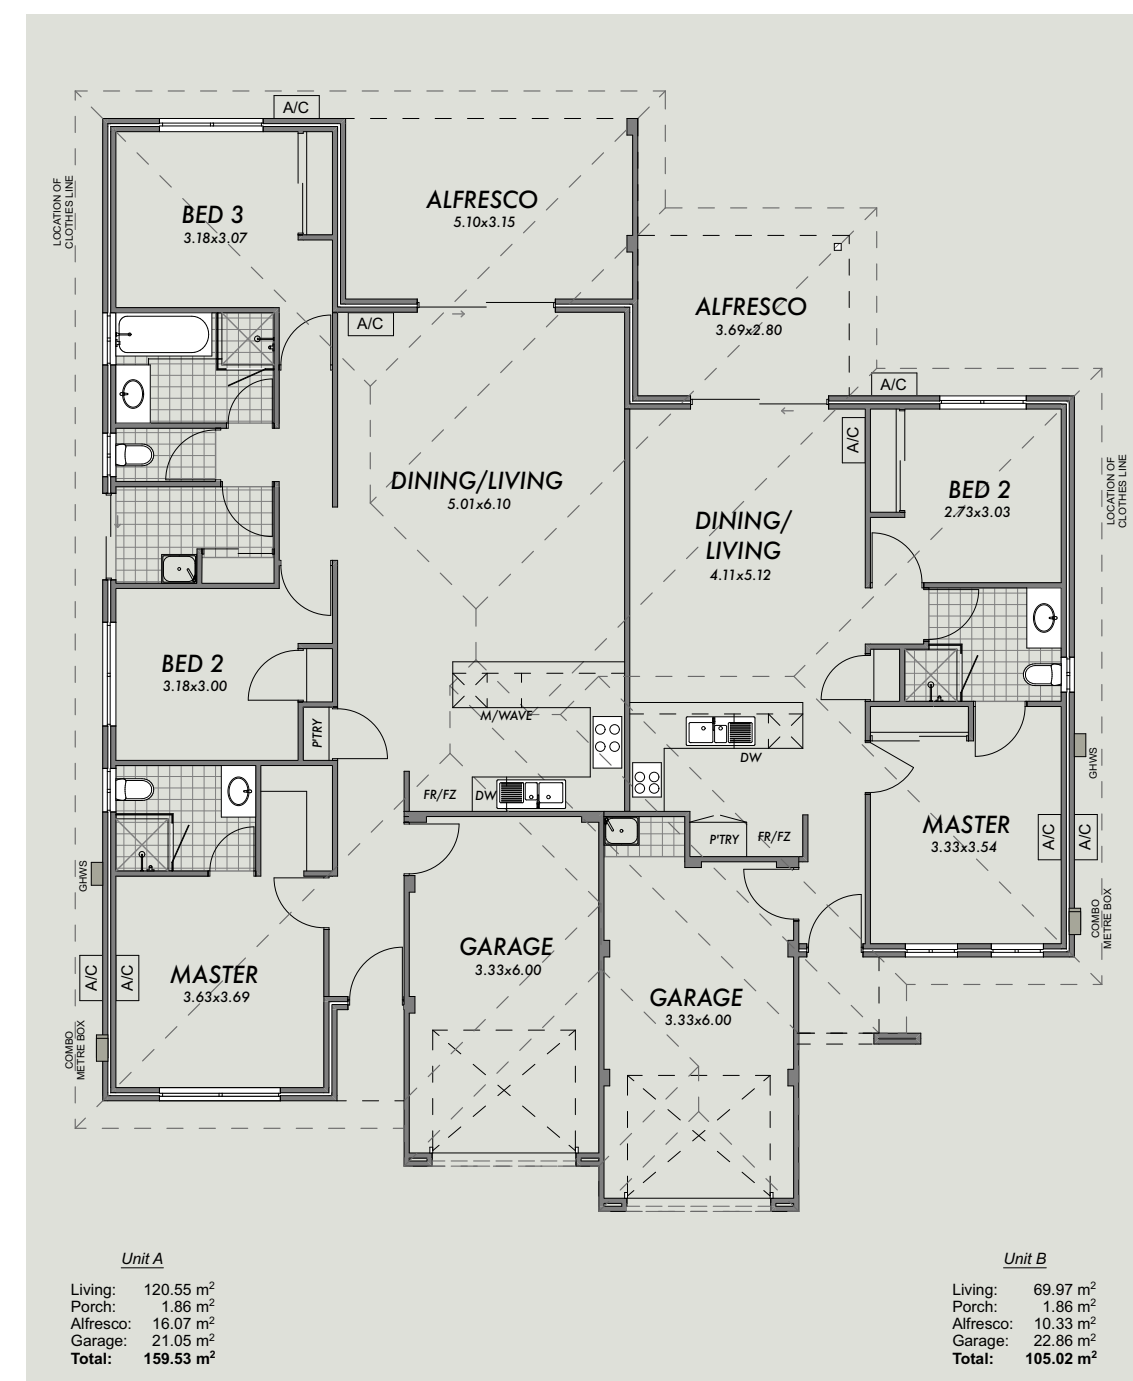 A/C
LOCATION OF
CLOTHES LINE
BED 3
3.18x3.07
ALFRESCO
5.10x3.15
A/C
ALFRESCO
3.69x2.80
A/C
A/C
DINING/LIVING
5.01x6.10
DINING/
LIVING
4.11x5.12
BED 2
2.73x3.03
LOCATION OF
CLOTHES LINE
BED 2
3.18x3.00
P'TRY
M/WAVE
DW
FR/FZ
DW
GHWS
MASTER
3.33x3.54
A/C
A/C
P'TRY
FR/FZ
GHWS
COMBO
METRE BOX
A/C
A/C
MASTER
3.63x3.69
GARAGE
3.33x6.00
GARAGE
3.33x6.00
COMBO
METRE BOX
Unit A
Living: 120.55 m²
Porch: 1.86 m²
Alfresco: 16.07 m²
Garage: 21.05 m²
Total: 159.53 m²
Unit B
Living: 69.97 m²
Porch: 1.86 m²
Alfresco: 10.33 m²
Garage: 22.86 m²
Total: 105.02 m²